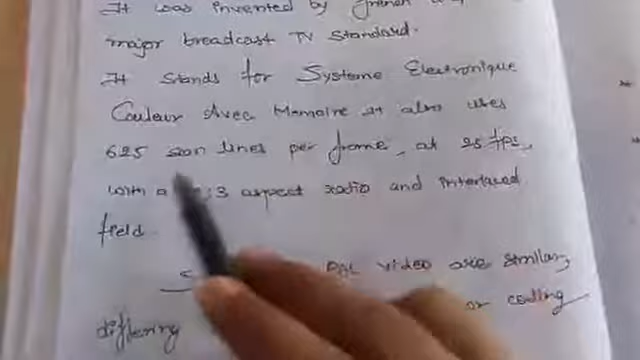 It was invented by french
major broadcast TV Standard.
It stands for Systeme Electronique
Couleur Avec Memoire It also uses
625 scan lines per frame, at 25 fps,
with a :3 aspect radio and interlaced
field.
S PAL video are similar,
or coding
differing